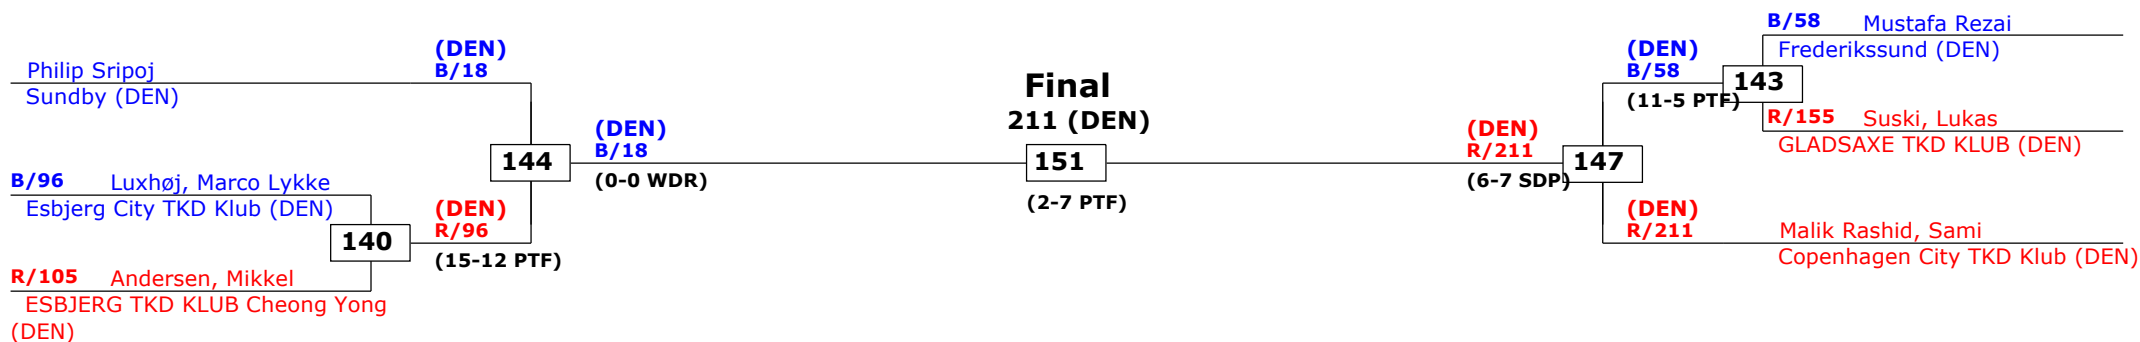 (DEN)
B/18
Philip Sripoj
Sundby (DEN)
144
(DEN)
B/18
(0-0 WDR)
B/96 Luxhøj, Marco Lykke
Esbjerg City TKD Klub (DEN)
140
(DEN)
R/96
(15-12 PTF)
R/105 Andersen, Mikkel
ESBJERG TKD KLUB Cheong Yong
(DEN)
Final
211 (DEN)
151
(2-7 PTF)
B/58 Mustafa Rezai
Frederikssund (DEN)
(DEN)
B/58
143
(11-5 PTF)
R/155 Suski, Lukas
GLADSAXE TKD KLUB (DEN)
(DEN)
R/211
147
(6-7 SDP)
(DEN)
R/211
Malik Rashid, Sami
Copenhagen City TKD Klub (DEN)